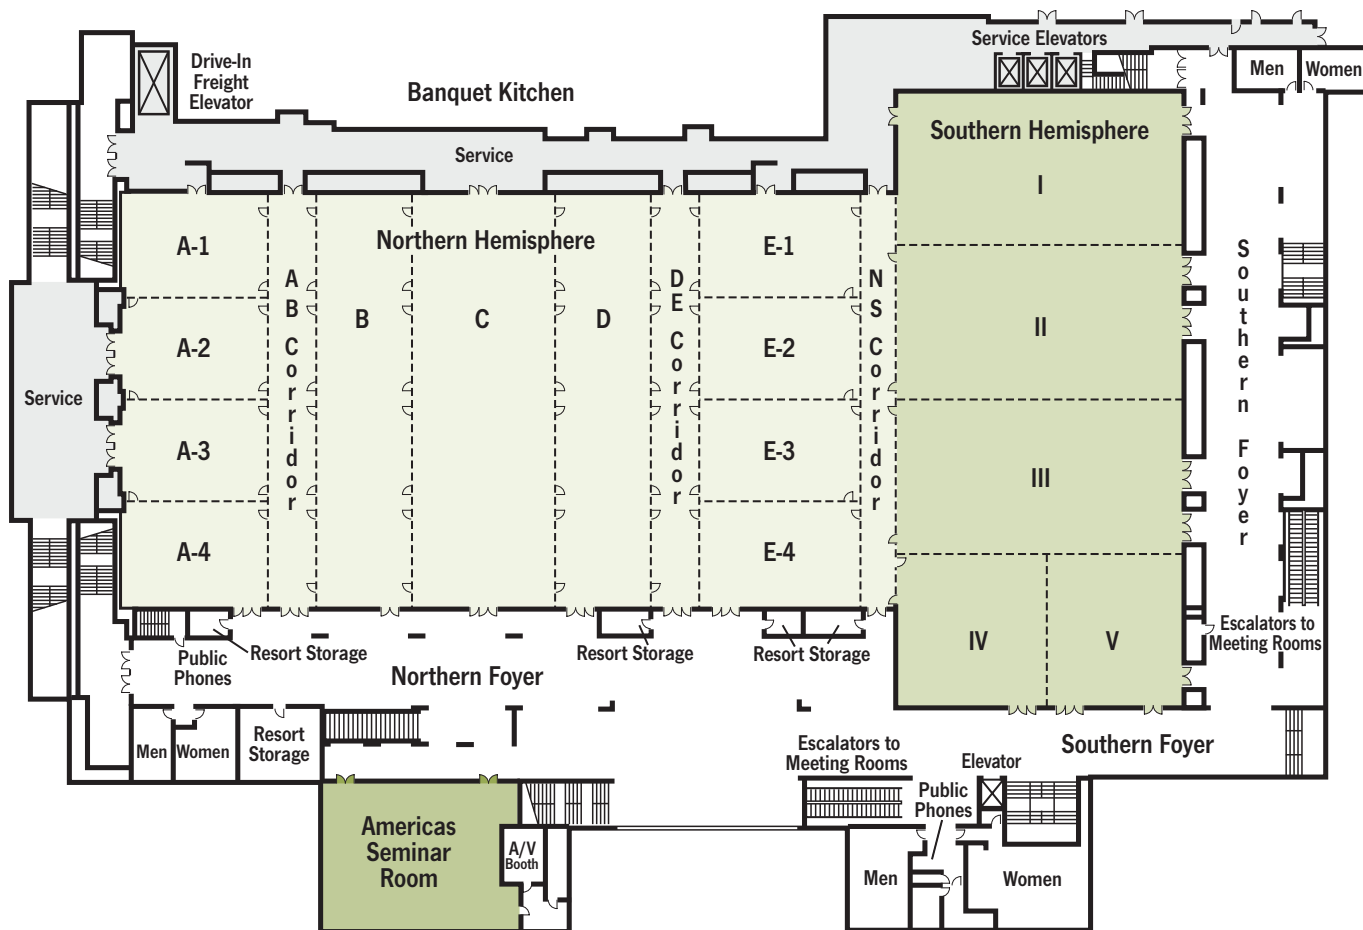 Drive-In
Freight
Elevator
Banquet Kitchen
Service Elevators
Men
Women
Service
Southern Hemisphere
I
Northern Hemisphere
A-1
A-2
A-3
A-4
AB Corridor
B
C
D
DE Corridor
E-1
E-2
E-3
E-4
NS Corridor
II
III
IV
V
Southern Foyer
Service
Escalators to
Meeting Rooms
Public
Phones
Resort Storage
Resort Storage
Resort Storage
Northern Foyer
Men
Women
Resort
Storage
Escalators to
Meeting Rooms
Elevator
Southern Foyer
Public
Phones
Americas
Seminar
Room
A/V
Booth
Men
Women